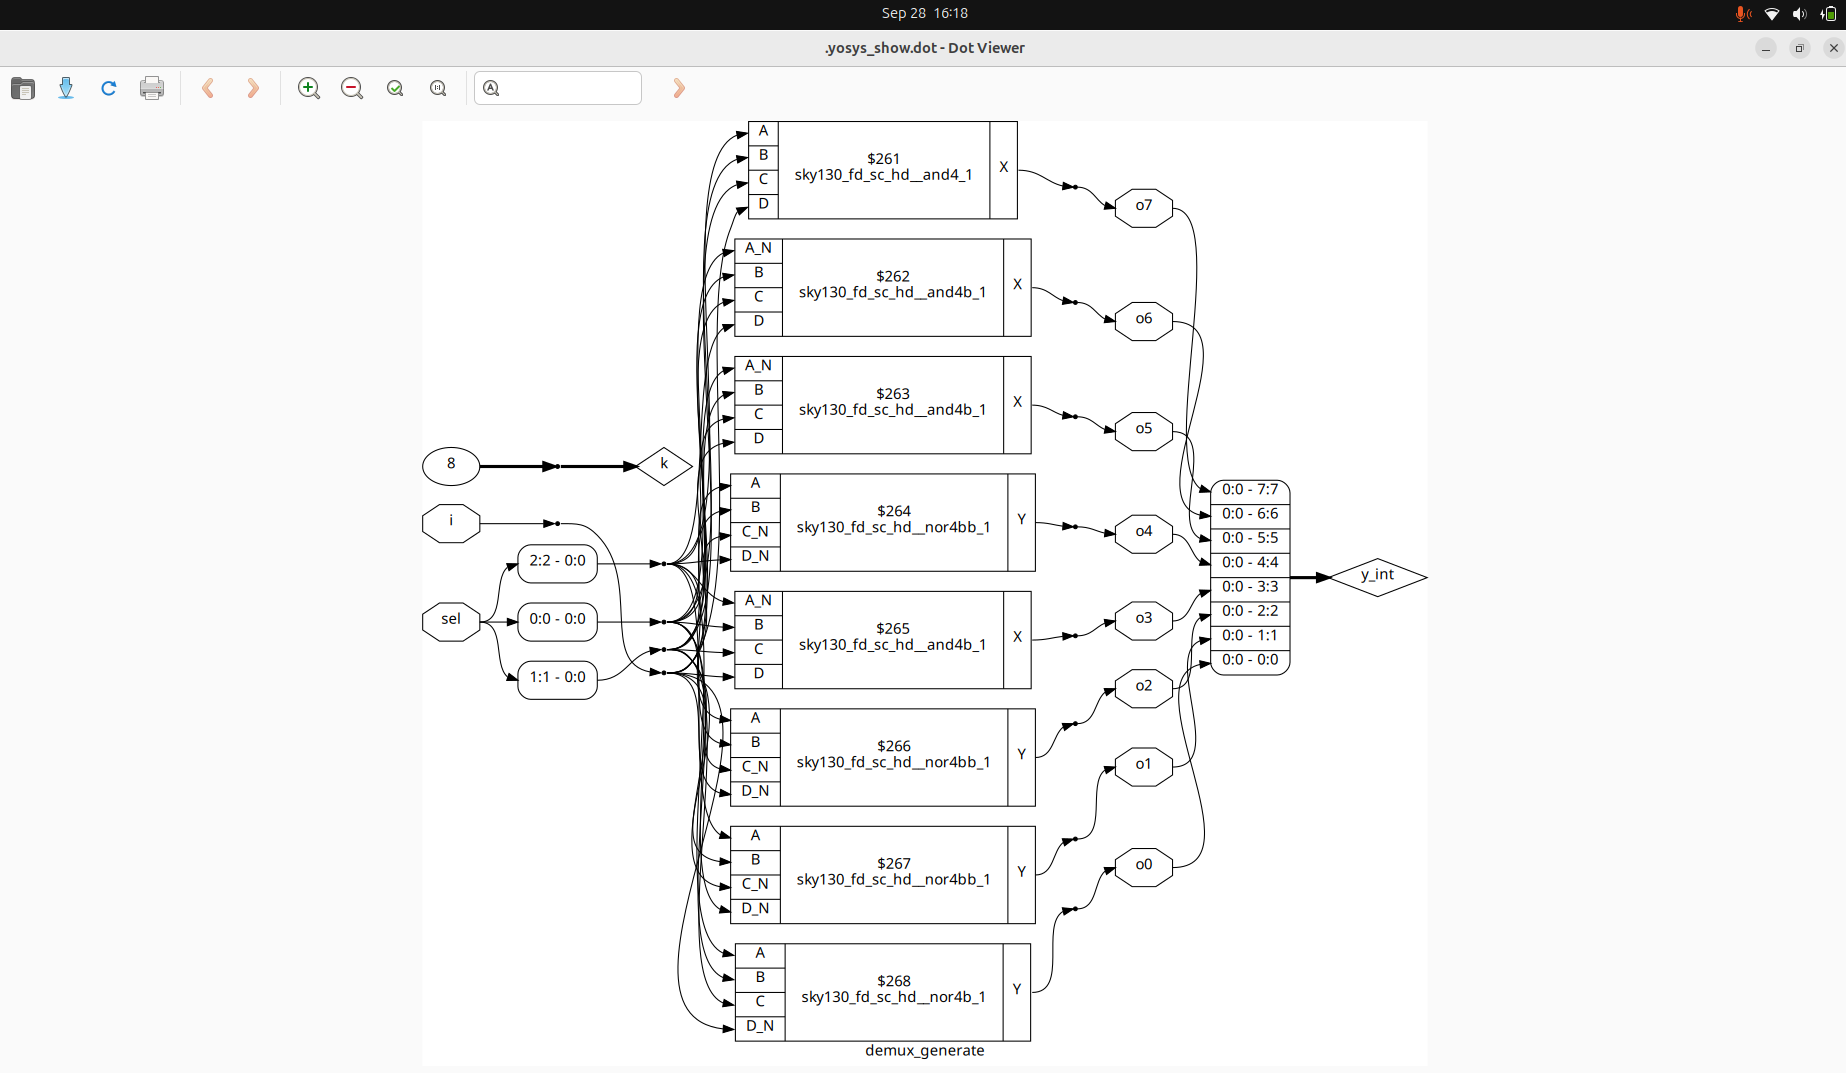 Sep 28 16:18
.yosys_show.dot - Dot Viewer
A
B
C
D
$261
sky130_fd_sc_hd__and4_1
X
A_N
B
C
D
$262
sky130_fd_sc_hd__and4b_1
X
A_N
B
C
D
$263
sky130_fd_sc_hd__and4b_1
X
A
B
C_N
D_N
$264
sky130_fd_sc_hd__nor4bb_1
Y
A_N
B
C
D
$265
sky130_fd_sc_hd__and4b_1
X
A
B
C_N
D_N
$266
sky130_fd_sc_hd__nor4bb_1
Y
A
B
C_N
D_N
$267
sky130_fd_sc_hd__nor4bb_1
Y
A
B
C
D_N
$268
sky130_fd_sc_hd__nor4b_1
Y
8
k
i
sel
2:2 - 0:0
0:0 - 0:0
1:1 - 0:0
o7
o6
o5
o4
o3
o2
o1
o0
0:0 - 7:7
0:0 - 6:6
0:0 - 5:5
0:0 - 4:4
0:0 - 3:3
0:0 - 2:2
0:0 - 1:1
0:0 - 0:0
y_int
demux_generate